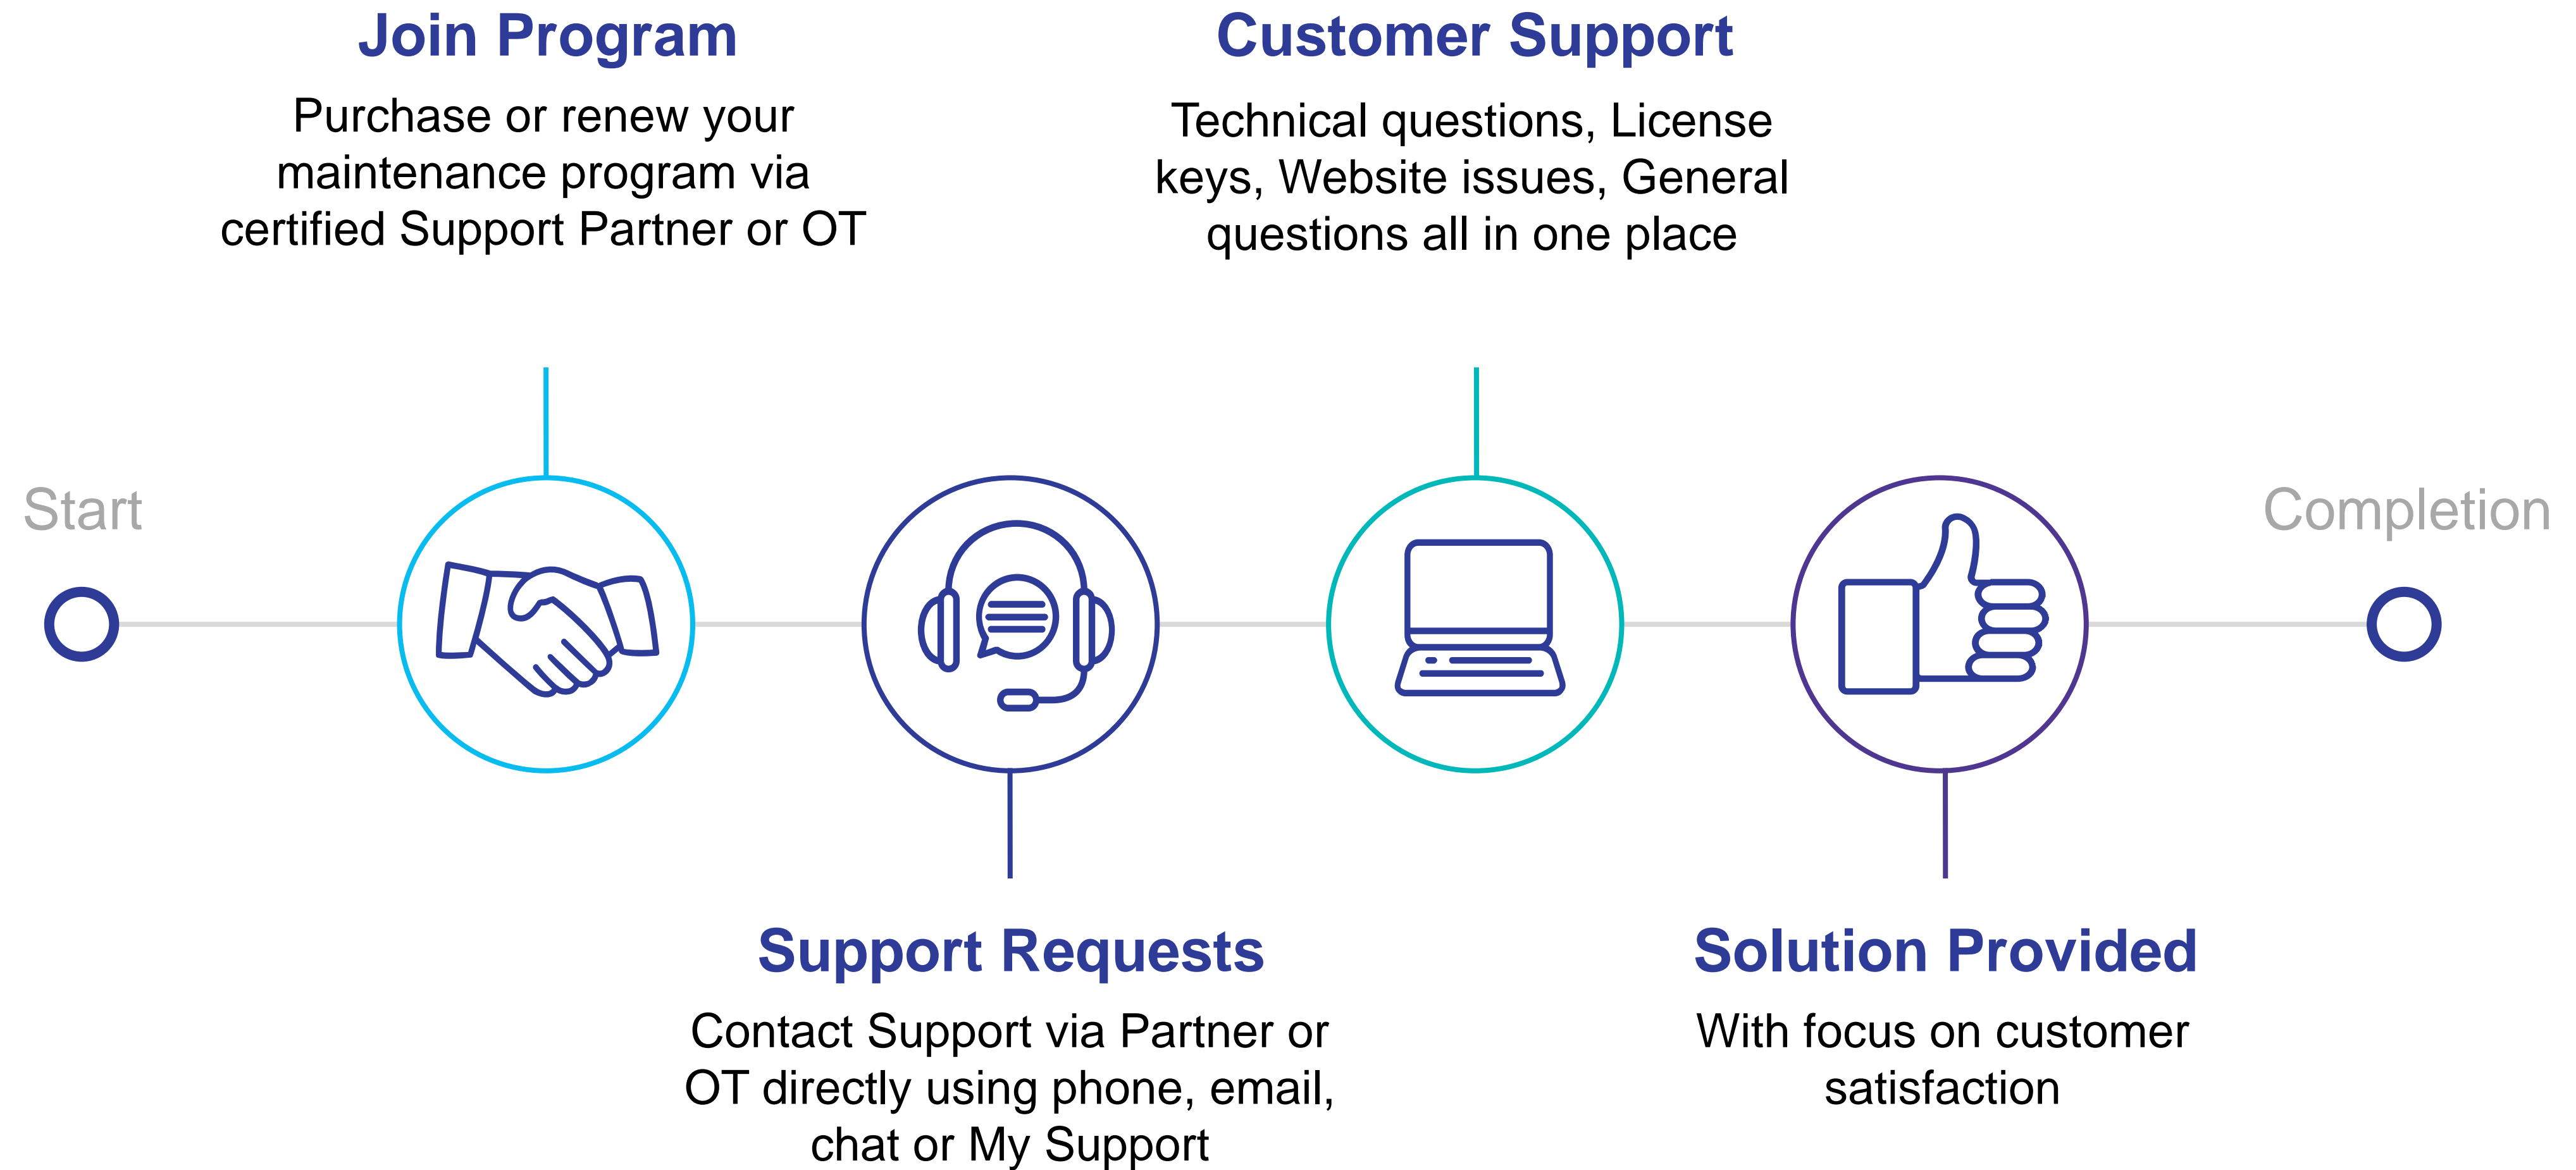 Join Program
Purchase or renew your
maintenance program via
certified Support Partner or OT
Customer Support
Technical questions, License
keys, Website issues, General
questions all in one place
Start
Completion
Support Requests
Contact Support via Partner or
OT directly using phone, email,
chat or My Support
Solution Provided
With focus on customer
satisfaction